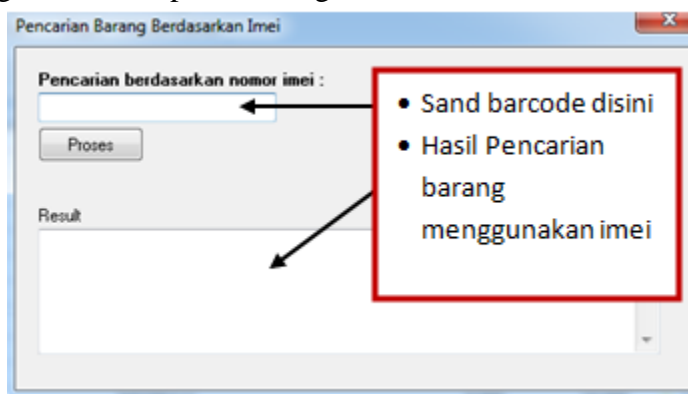 Pencarian Barang Berdasarkan Imei
Pencarian berdasarkan nomor imei :
Proses
Result
• Sand barcode disini
• Hasil Pencarian
barang
menggunakan imei